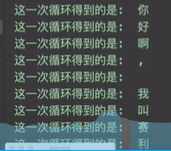 这一次循环得到的是： 你
这一次循环得到的是： 好
这一次循环得到的是： 啊
这一次循环得到的是： ，
这一次循环得到的是：
这一次循环得到的是： 我
这一次循环得到的是： 叫
这一次循环得到的是： 赛
这一次循环得到的是： 利